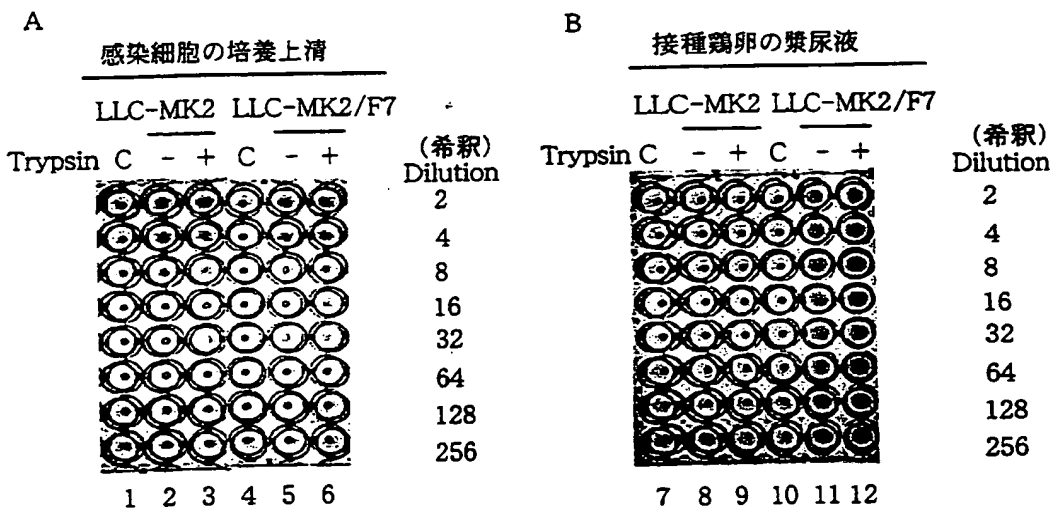 A
感染細胞の培養上清
LLC-MK2 LLC-MK2/F7
Trypsin C - + C - +
(希釈)
Dilution
2
4
8
16
32
64
128
256
1 2 3 4 5 6
B
接種鶏卵の漿尿液
LLC-MK2 LLC-MK2/F7
Trypsin C - + C - +
(希釈)
Dilution
2
4
8
16
32
64
128
256
7 8 9 10 11 12